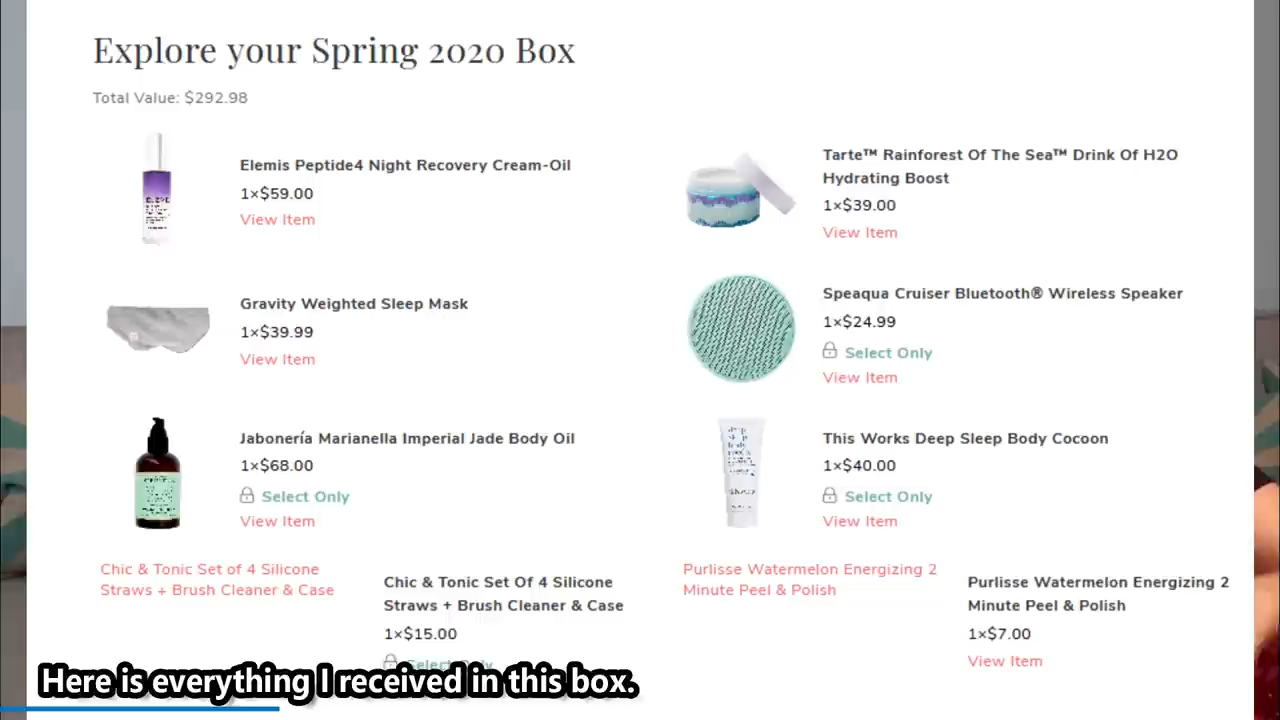 Explore your Spring 2020 Box
Total Value: $292.98
Elemis Peptide4 Night Recovery Cream-Oil
1×$59.00
View Item
Tarte™ Rainforest Of The Sea™ Drink Of H2O
Hydrating Boost
1×$39.00
View Item
Gravity Weighted Sleep Mask
1×$39.99
View Item
Speaqua Cruiser Bluetooth® Wireless Speaker
1×$24.99
Select Only
View Item
Jabonería Marianella Imperial Jade Body Oil
1×$68.00
Select Only
View Item
deep
sleep
body
This Works Deep Sleep Body Cocoon
1×$40.00
Select Only
View Item
Chic & Tonic Set of 4 Silicone
Straws + Brush Cleaner & Case
Chic & Tonic Set Of 4 Silicone
Straws + Brush Cleaner & Case
1×$15.00
Select Only
Purlisse Watermelon Energizing 2
Minute Peel & Polish
Purlisse Watermelon Energizing 2
Minute Peel & Polish
1×$7.00
View Item
Here is everything I received in this box.